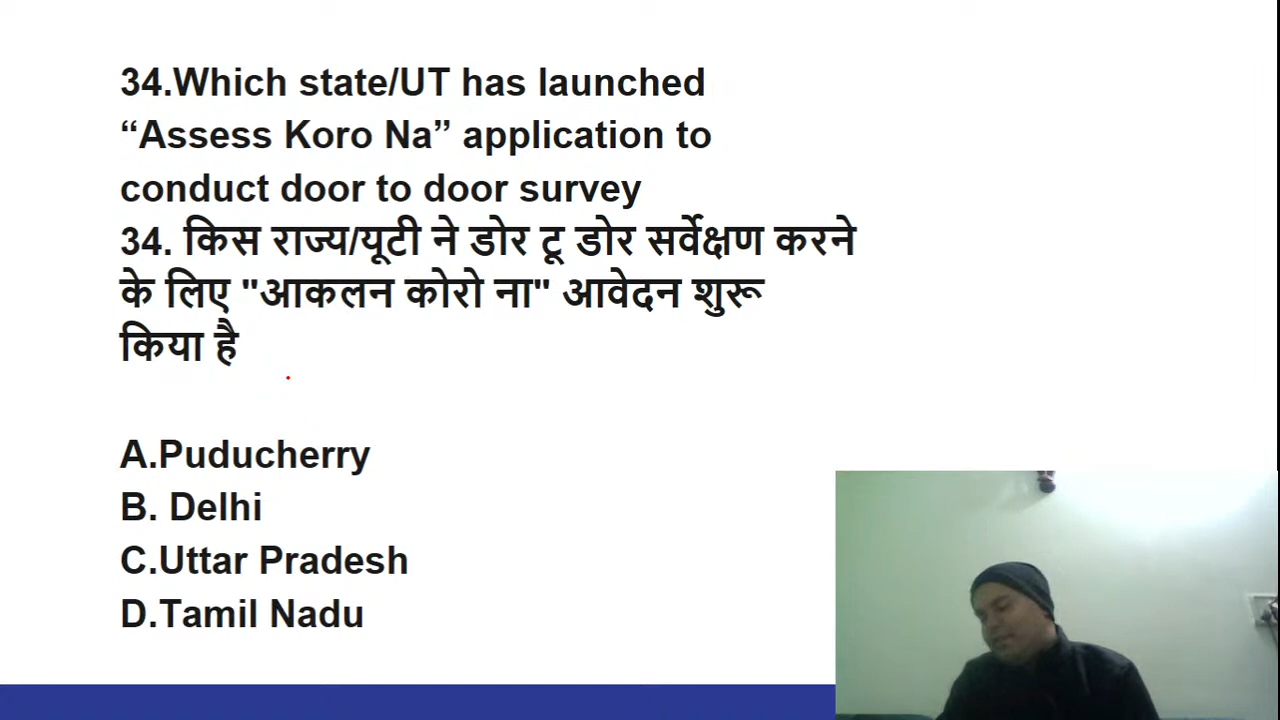 34.Which state/UT has launched
“Assess Koro Na” application to
conduct door to door survey
34. किस राज्य/यूटी ने डोर टू डोर सर्वेक्षण करने
के लिए "आकलन कोरो ना" आवेदन शुरू
किया है
A.Puducherry
B. Delhi
C.Uttar Pradesh
D.Tamil Nadu